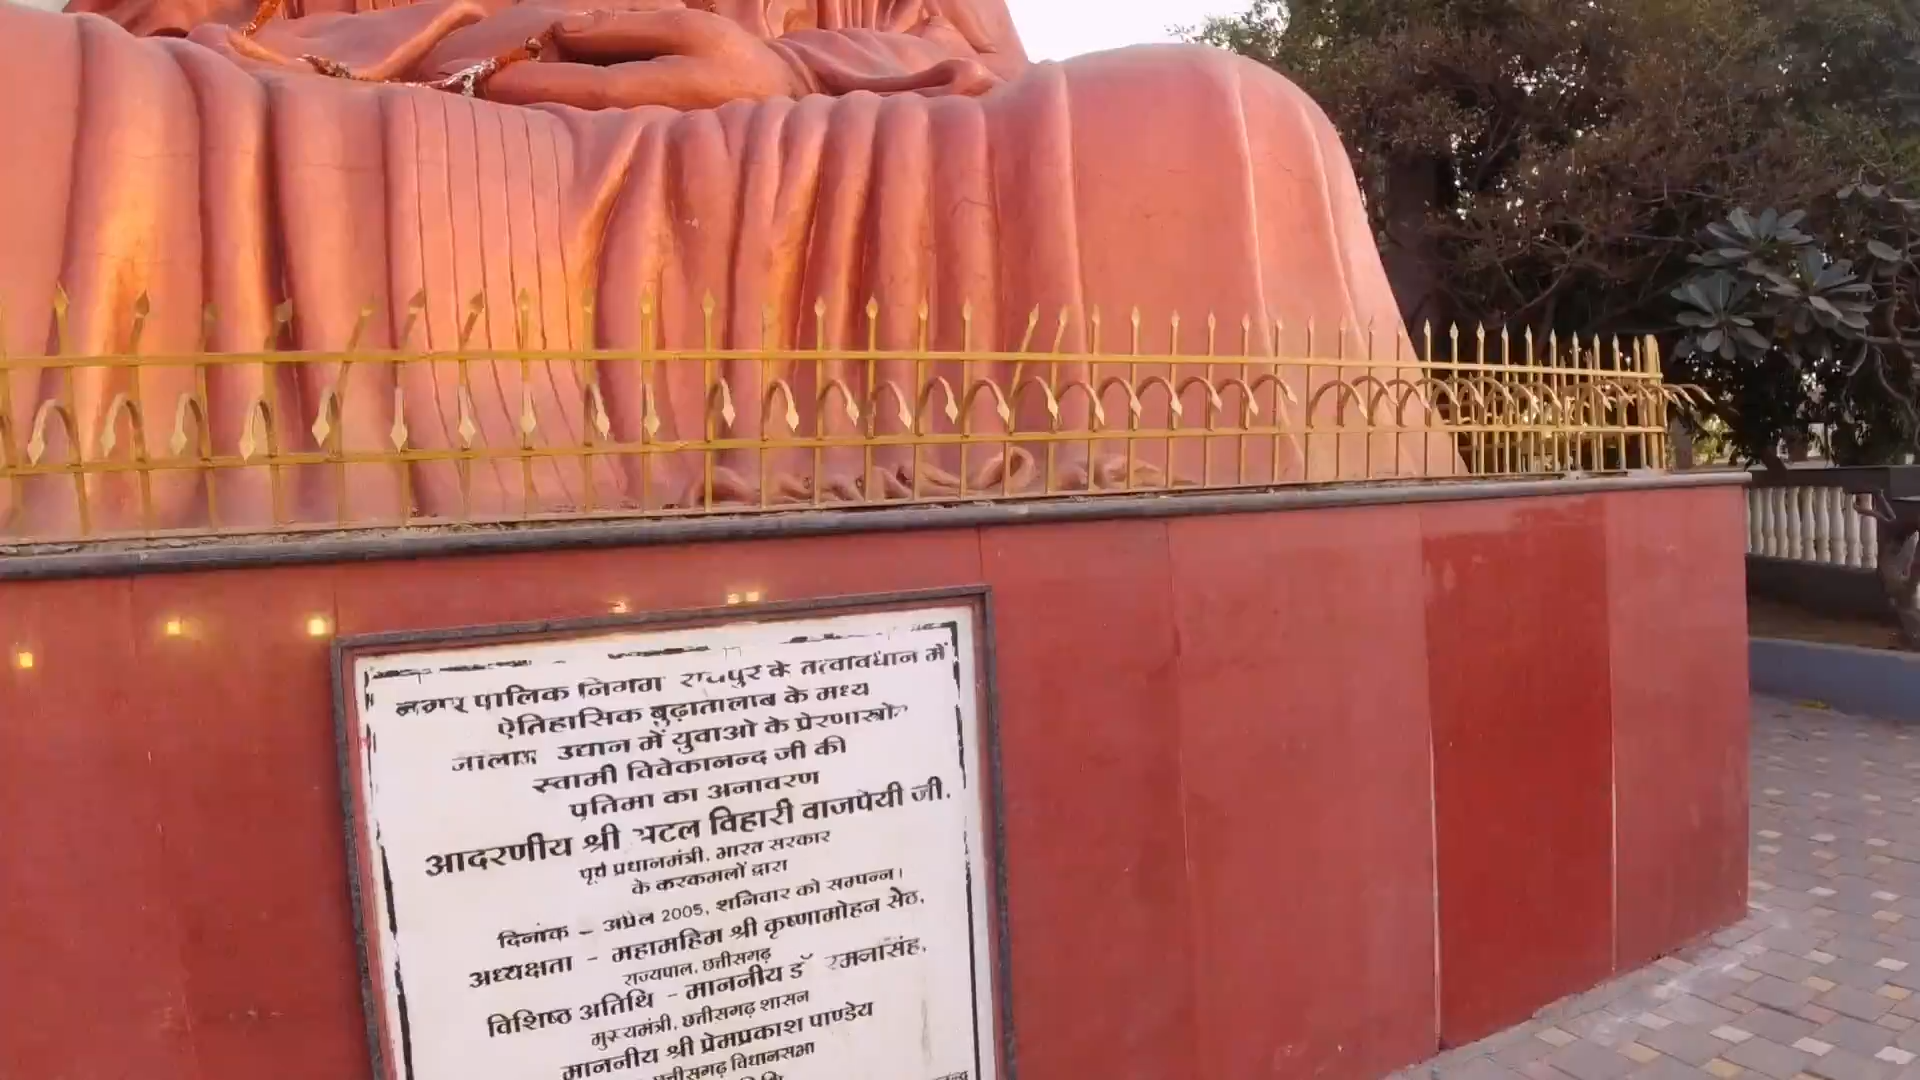 नगर पालिक निगम रायपुर के तत्वावधान में
ऐतिहासिक बुढ़ातालाब के मध्य
उद्यान में युवाओ के प्रेरणास्त्रोत
स्वामी विवेकानन्द जी की
प्रतिमा का अनावरण
आदरणीय श्री अटल विहारी वाजपेयी जी.
पूर्व प्रधानमंत्री, भारत सरकार
के करकमलों द्वारा
दिनांक - अप्रेल 2005, शनिवार को सम्पन्न।
अध्यक्षता - महामहिम श्री कृष्णामोहन सेठ,
राज्यपाल, छत्तीसगढ़
विशिष्ठ अतिथि - माननीय डॉ रमनसिंह,
मुख्यमंत्री, छत्तीसगढ़ शासन
माननीय श्री प्रेमप्रकाश पाण्डेय
छत्तीसगढ़ विधानसभा